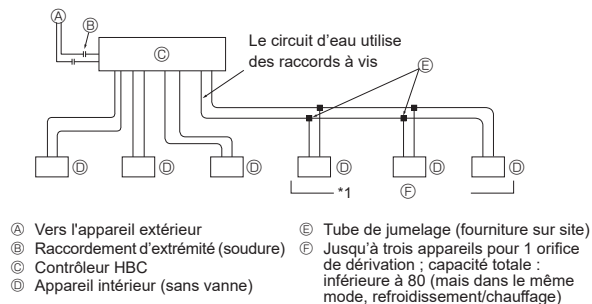 Ⓐ
Ⓑ
Ⓒ
Le circuit d'eau utilise
des raccords à vis
Ⓔ
Ⓓ Ⓓ Ⓓ Ⓓ Ⓓ Ⓓ
*1 Ⓕ
Ⓐ Vers l'appareil extérieur
Ⓑ Raccordement d'extrémité (soudure)
Ⓒ Contrôleur HBC
Ⓓ Appareil intérieur (sans vanne)
Ⓔ Tube de jumelage (fourniture sur site)
Ⓕ Jusqu'à trois appareils pour 1 orifice
de dérivation ; capacité totale :
inférieure à 80 (mais dans le même
mode, refroidissement/chauffage)